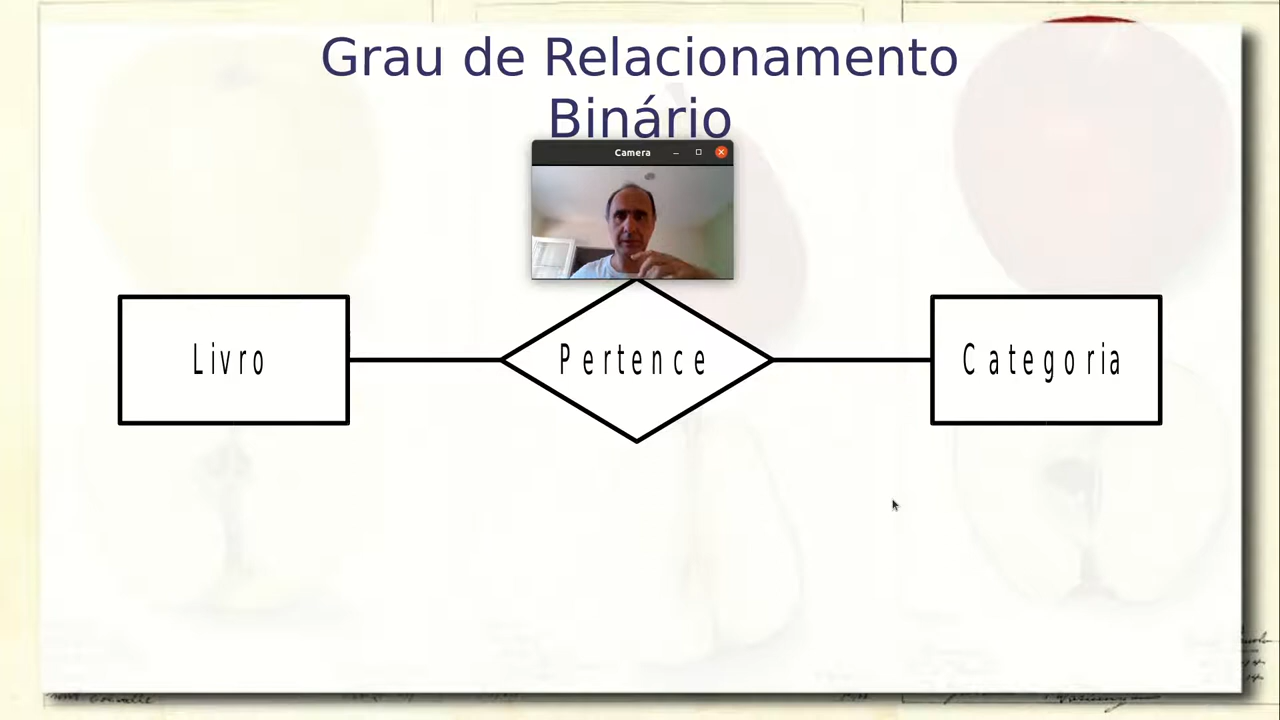 Grau de Relacionamento
Binário
Camera
Livro
Pertence
Categoria